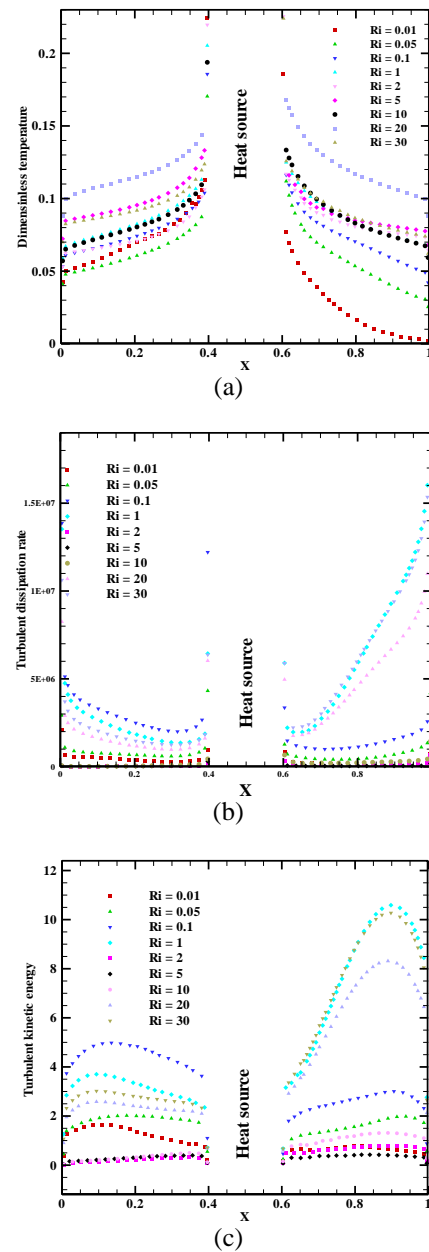 Dimensinless temperature
0.2
0.15
0.1
0.05
0
Heat source
Ri = 0.01
Ri = 0.05
Ri = 0.1
Ri = 1
Ri = 2
Ri = 5
Ri = 10
Ri = 20
Ri = 30
0 0.2 0.4 0.6 0.8 1
X
(a)
Turbulent dissipation rate
1.5E+07
1E+07
5E+06
0
Ri = 0.01
Ri = 0.05
Ri = 0.1
Ri = 1
Ri = 2
Ri = 5
Ri = 10
Ri = 20
Ri = 30
Heat source
0 0.2 0.4 0.6 0.8 1
X
(b)
Turbulent kinetic energy
12
10
8
6
4
2
0
Ri = 0.01
Ri = 0.05
Ri = 0.1
Ri = 1
Ri = 2
Ri = 5
Ri = 10
Ri = 20
Ri = 30
Heat source
0 0.2 0.4 0.6 0.8 1
X
(c)